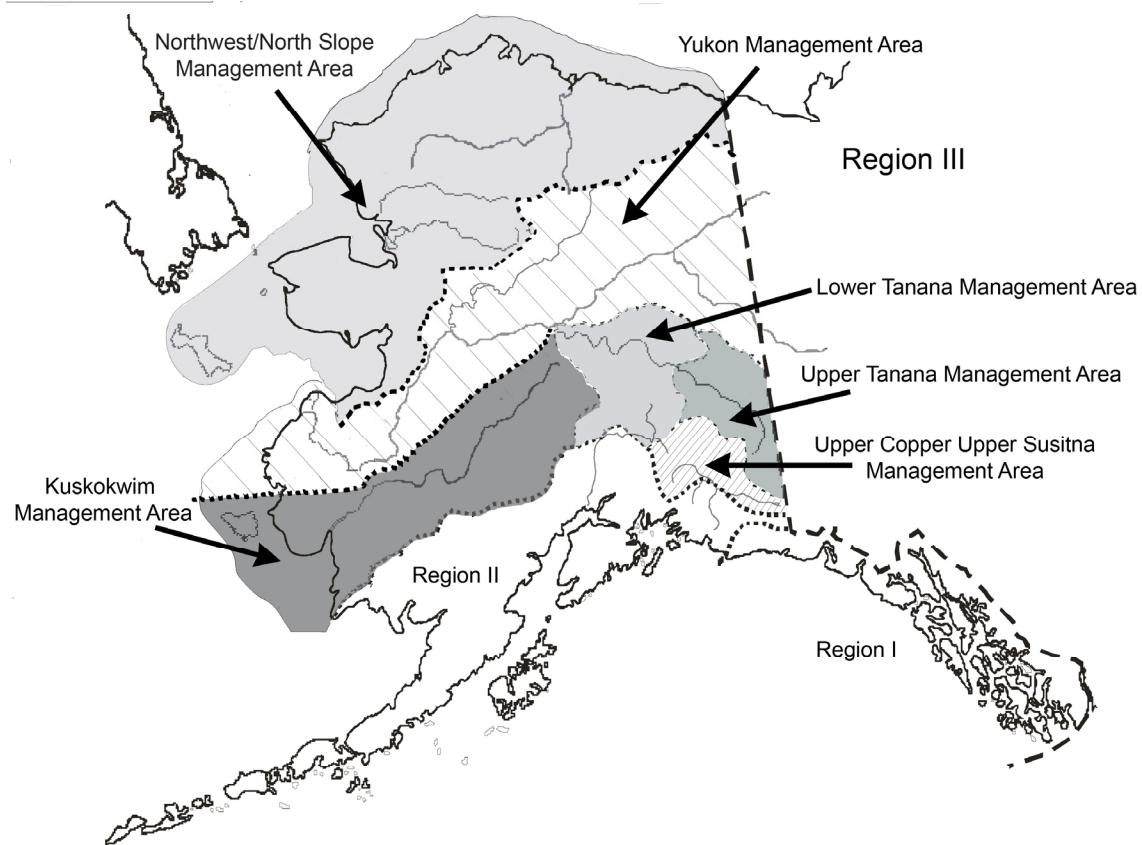 Northwest/North Slope
Management Area
Yukon Management Area
Region III
Lower Tanana Management Area
Upper Tanana Management Area
Upper Copper Upper Susitna
Management Area
Kuskokwim
Management Area
Region II
Region I